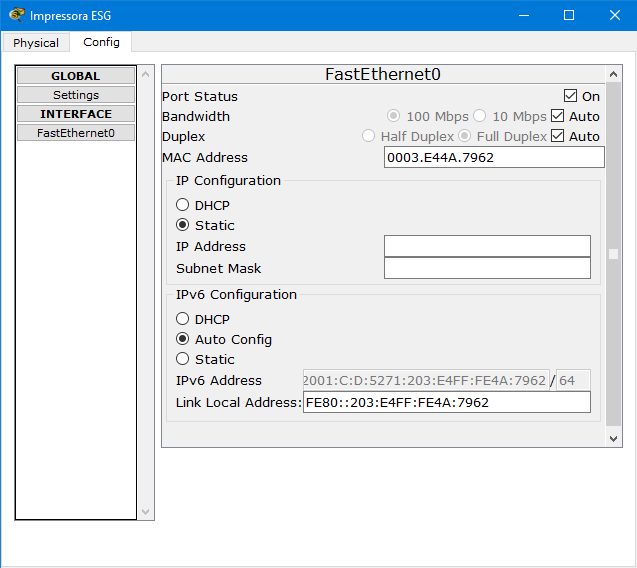 Impressora ESG
Physical
Config
GLOBAL
Settings
INTERFACE
FastEthernet0
FastEthernet0
Port Status
On
Bandwidth
100 Mbps
10 Mbps
Auto
Duplex
Half Duplex
Full Duplex
Auto
MAC Address
0003.E44A.7962
IP Configuration
DHCP
Static
IP Address
Subnet Mask
IPv6 Configuration
DHCP
Auto Config
Static
IPv6 Address
2001:C:D:5271:203:E4FF:FE4A:7962
/
64
Link Local Address:
FE80::203:E4FF:FE4A:7962